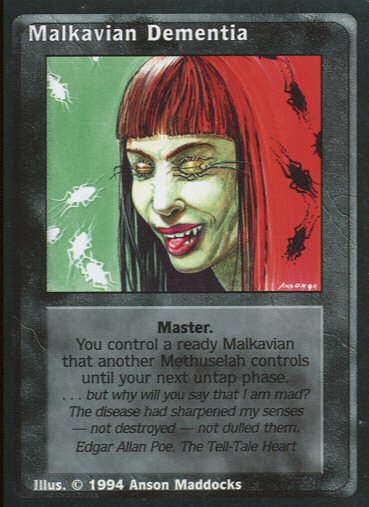 Malkavian Dementia
ANSON 94
Master.
You control a ready Malkavian
that another Methuselah controls
until your next untap phase.
. . . but why will you say that I am mad?
The disease had sharpened my senses
— not destroyed — not dulled them.
Edgar Allan Poe, The Tell-Tale Heart
Illus. © 1994 Anson Maddocks